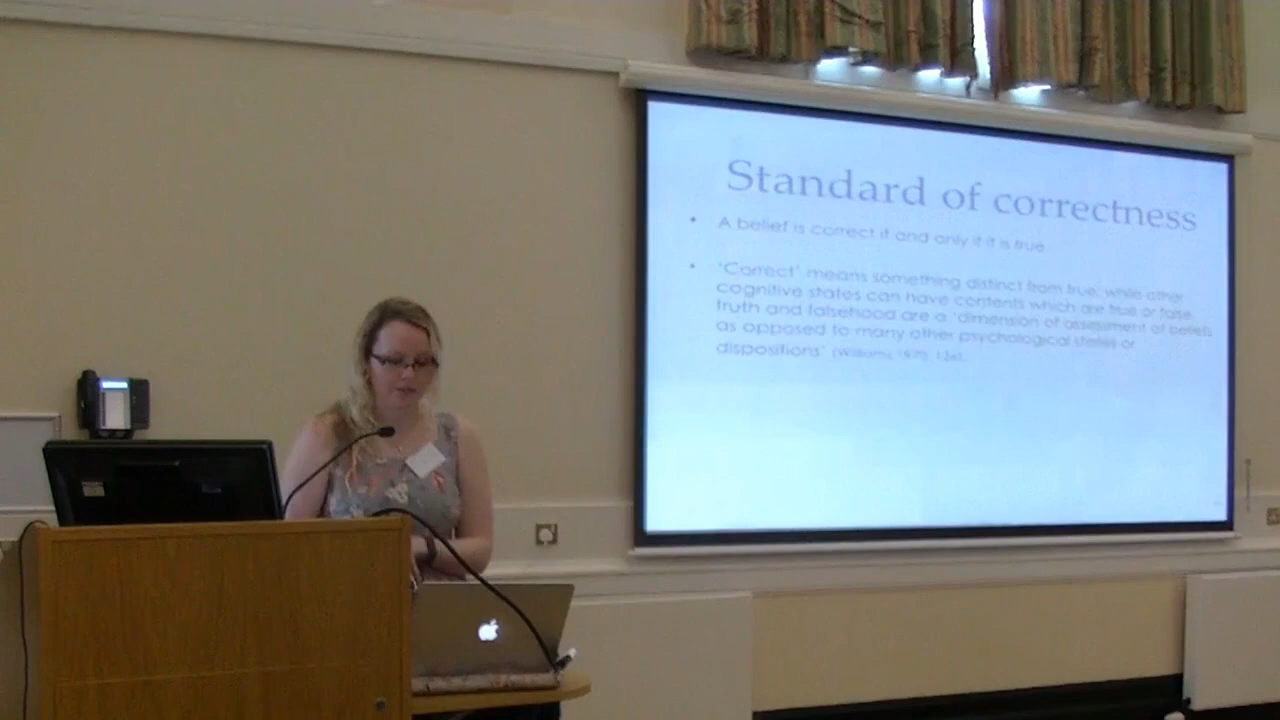 Standard of correctness
• A belief is correct if and only if it is true.
• 'Correct' means something distinct from true, while other
cognitive states can have contents which are true or false,
truth and falsehood are a 'dimension of assessment of beliefs
as opposed to many other psychological states or
dispositions' (Williams